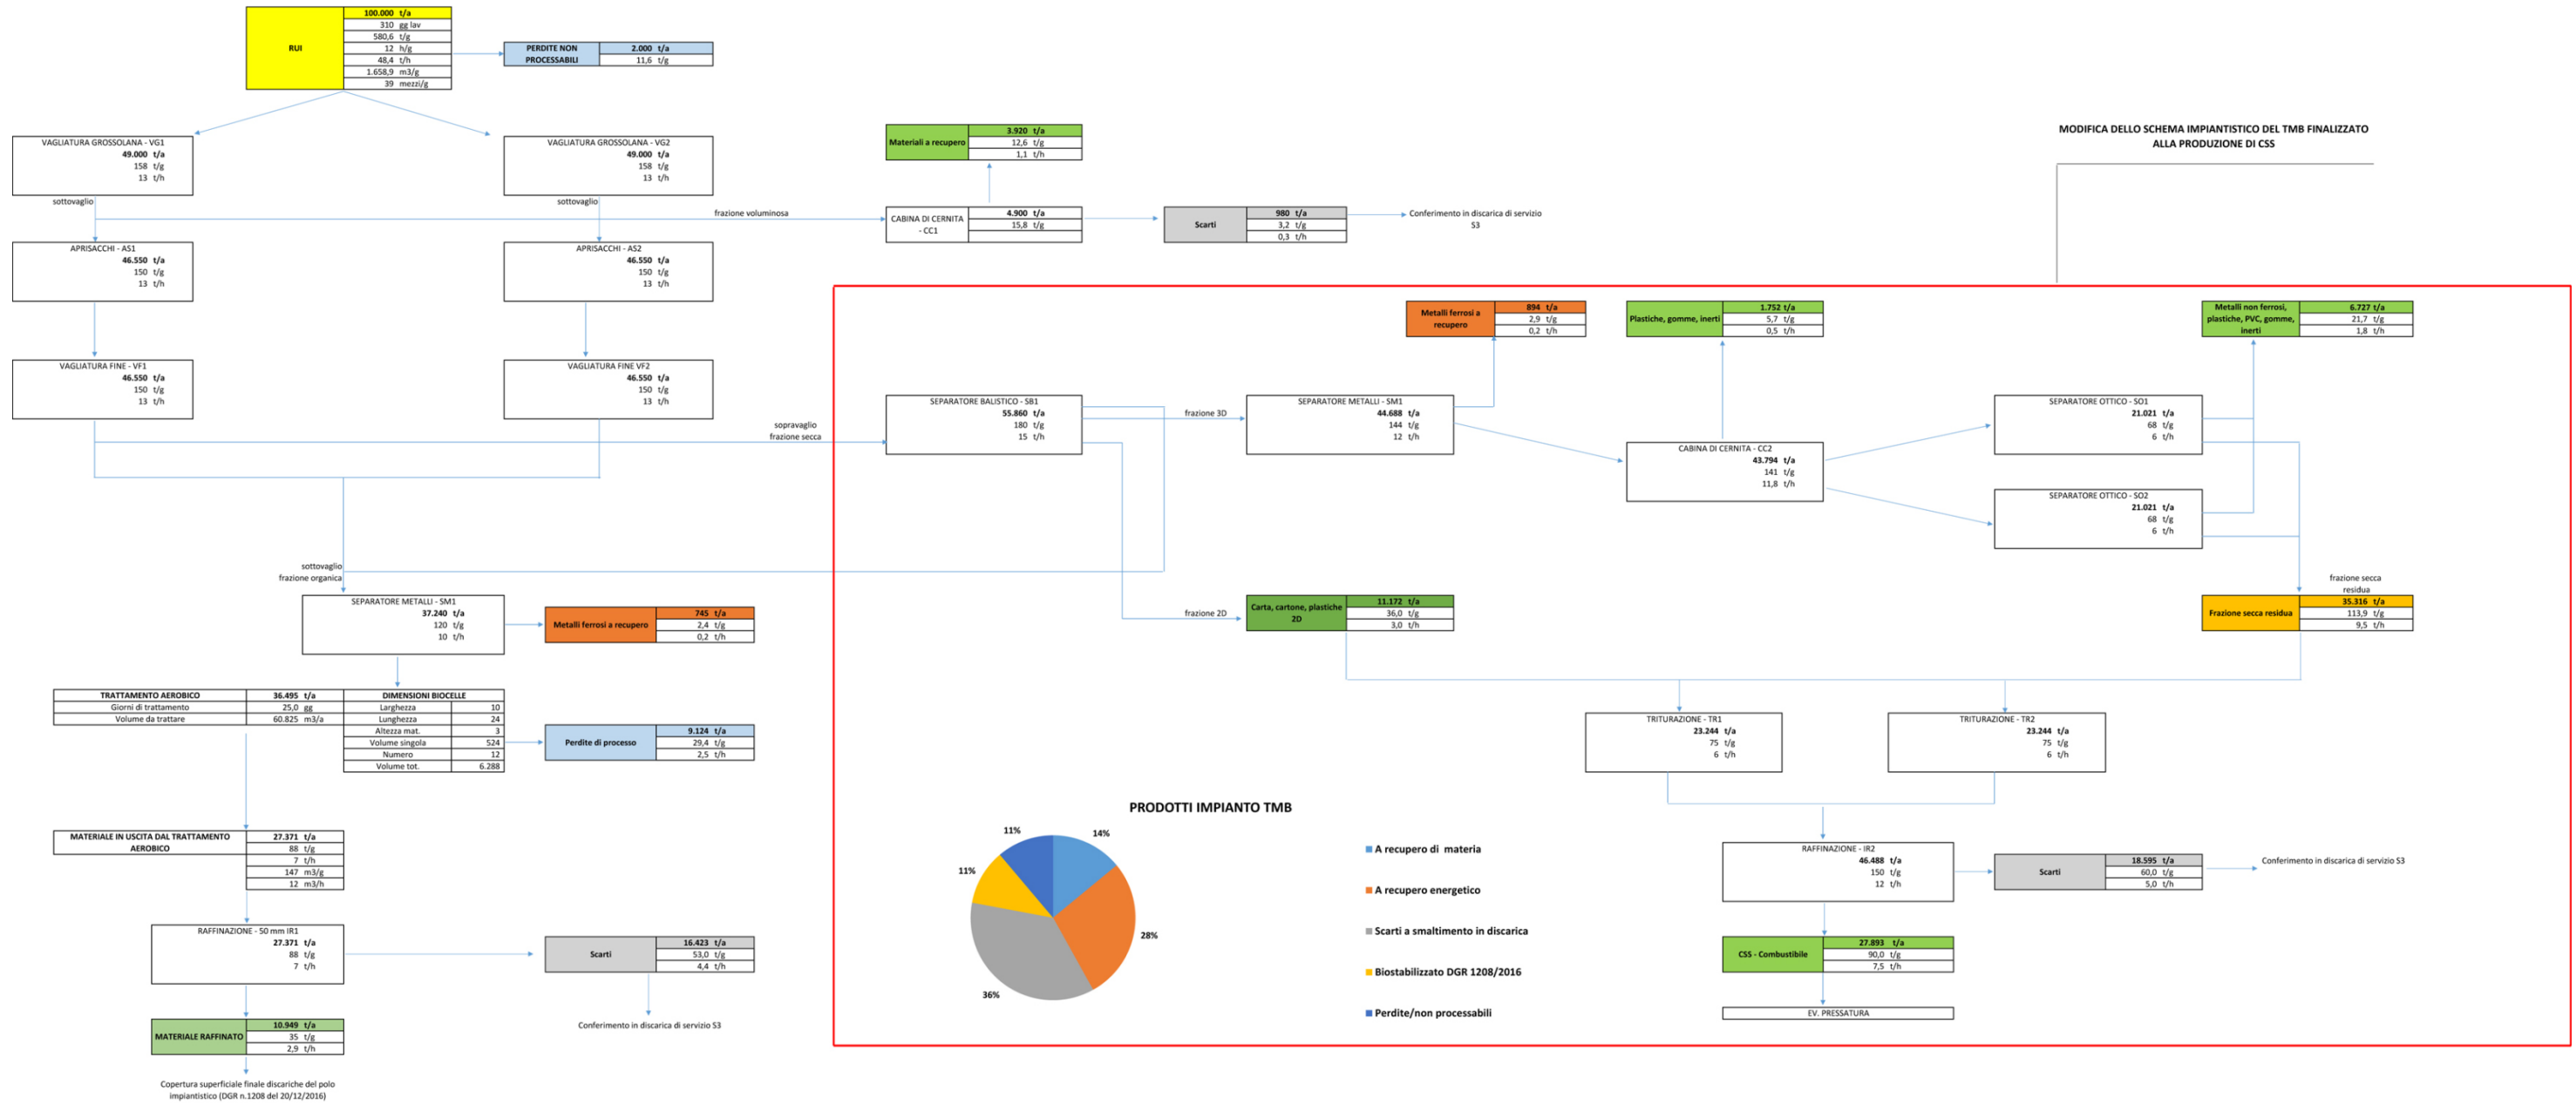 RUI
100.000 t/a
310 gg lav
580,6 t/g
12 h/g
48,4 t/h
1.658,9 m3/g
39 mezzi/g
PERDITE NON
PROCESSABILI
2.000 t/a
11,6 t/g
VAGLIATURA GROSSOLANA - VG1
49.000 t/a
158 t/g
13 t/h
VAGLIATURA GROSSOLANA - VG2
49.000 t/a
158 t/g
13 t/h
Materiali a recupero
3.920 t/a
12,6 t/g
1,1 t/h
MODIFICA DELLO SCHEMA IMPIANTISTICO DEL TMB FINALIZZATO
ALLA PRODUZIONE DI CSS
sottovaglio
sottovaglio
frazione voluminosa
CABINA DI CERNITA
- CC1
4.900 t/a
15,8 t/g
Scarti
980 t/a
3,2 t/g
0,3 t/h
Conferimento in discarica di servizio
S3
APRISACCHI - AS1
46.550 t/a
150 t/g
13 t/h
APRISACCHI - AS2
46.550 t/a
150 t/g
13 t/h
Metalli ferrosi a
recupero
894 t/a
2,9 t/g
0,2 t/h
Plastiche, gomme, inerti
1.752 t/a
5,7 t/g
0,5 t/h
Metalli non ferrosi,
plastiche, PVC, gomme,
inerti
6.727 t/a
21,7 t/g
1,8 t/h
VAGLIATURA FINE - VF1
46.550 t/a
150 t/g
13 t/h
VAGLIATURA FINE VF2
46.550 t/a
150 t/g
13 t/h
sopravaglio
frazione secca
SEPARATORE BALISTICO - SB1
55.860 t/a
180 t/g
15 t/h
frazione 3D
SEPARATORE METALLI - SM1
44.688 t/a
144 t/g
12 t/h
CABINA DI CERNITA - CC2
43.794 t/a
141 t/g
11,8 t/h
SEPARATORE OTTICO - SO1
21.021 t/a
68 t/g
6 t/h
SEPARATORE OTTICO - SO2
21.021 t/a
68 t/g
6 t/h
sottovaglio
frazione organica
SEPARATORE METALLI - SM1
37.240 t/a
120 t/g
10 t/h
Metalli ferrosi a recupero
745 t/a
2,4 t/g
0,2 t/h
frazione 2D
Carta, cartone, plastiche
2D
11.172 t/a
36,0 t/g
3,0 t/h
frazione secca
residua
Frazione secca residua
35.316 t/a
113,9 t/g
9,5 t/h
TRATTAMENTO AEROBICO 36.495 t/a
Giorni di trattamento 25,0 gg
Volume da trattare 60.825 m3/a
DIMENSIONI BIOCELLE
Larghezza 10
Lunghezza 24
Altezza mat. 3
Volume singola 524
Numero 12
Volume tot. 6.288
Perdite di processo
9.124 t/a
29,4 t/g
2,5 t/h
TRITURAZIONE - TR1
23.244 t/a
75 t/g
6 t/h
TRITURAZIONE - TR2
23.244 t/a
75 t/g
6 t/h
MATERIALE IN USCITA DAL TRATTAMENTO
AEROBICO
27.371 t/a
88 t/g
7 t/h
147 m3/g
12 m3/h
PRODOTTI IMPIANTO TMB
11%
14%
11%
28%
36%
A recupero di materia
A recupero energetico
Scarti a smaltimento in discarica
Biostabilizzato DGR 1208/2016
Perdite/non processabili
RAFFINAZIONE - IR2
46.488 t/a
150 t/g
12 t/h
Scarti
18.595 t/a
60,0 t/g
5,0 t/h
Conferimento in discarica di servizio S3
RAFFINAZIONE - 50 mm IR1
27.371 t/a
88 t/g
7 t/h
Scarti
16.423 t/a
53,0 t/g
4,4 t/h
CSS - Combustibile
27.893 t/a
90,0 t/g
7,5 t/h
EV. PRESSATURA
Conferimento in discarica di servizio S3
MATERIALE RAFFINATO
10.949 t/a
35 t/g
2,9 t/h
Copertura superficiale finale discariche del polo
impiantistico (DGR n.1208 del 20/12/2016)